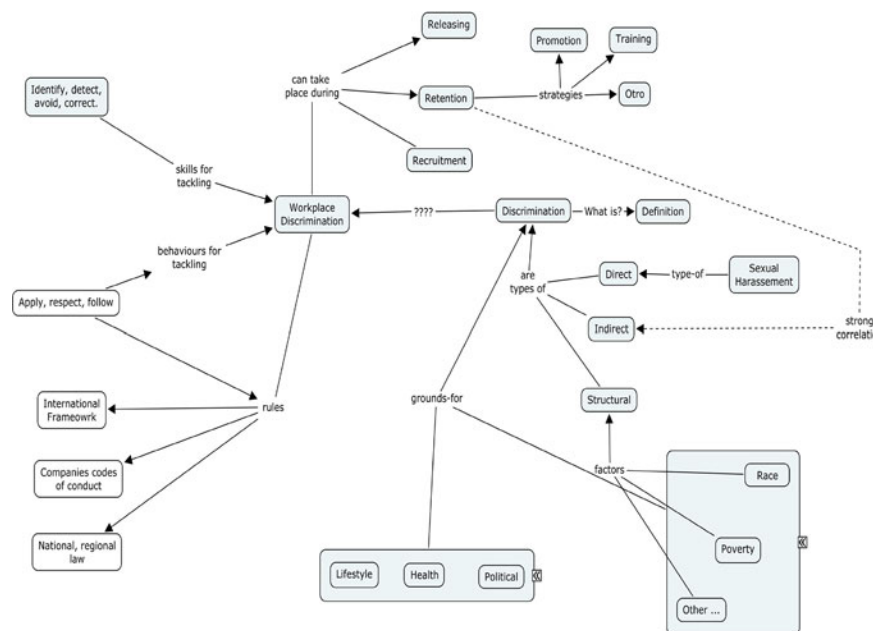 Releasing
Promotion
Training
Identify, detect,
avoid, correct.
can take
place during
Retention
strategies
Otro
Recruitment
skills for
tackling
Workplace
Discrimination
????
Discrimination
What is?
Definition
behaviours for
tackling
are
types of
Direct
type-of
Sexual
Harassement
Apply, respect, follow
Indirect
strong
correlati
International
Frameowrk
rules
grounds-for
Structural
Companies codes
of conduct
factors
Race
National, regional
law
Poverty
Lifestyle
Health
Political
Other ...